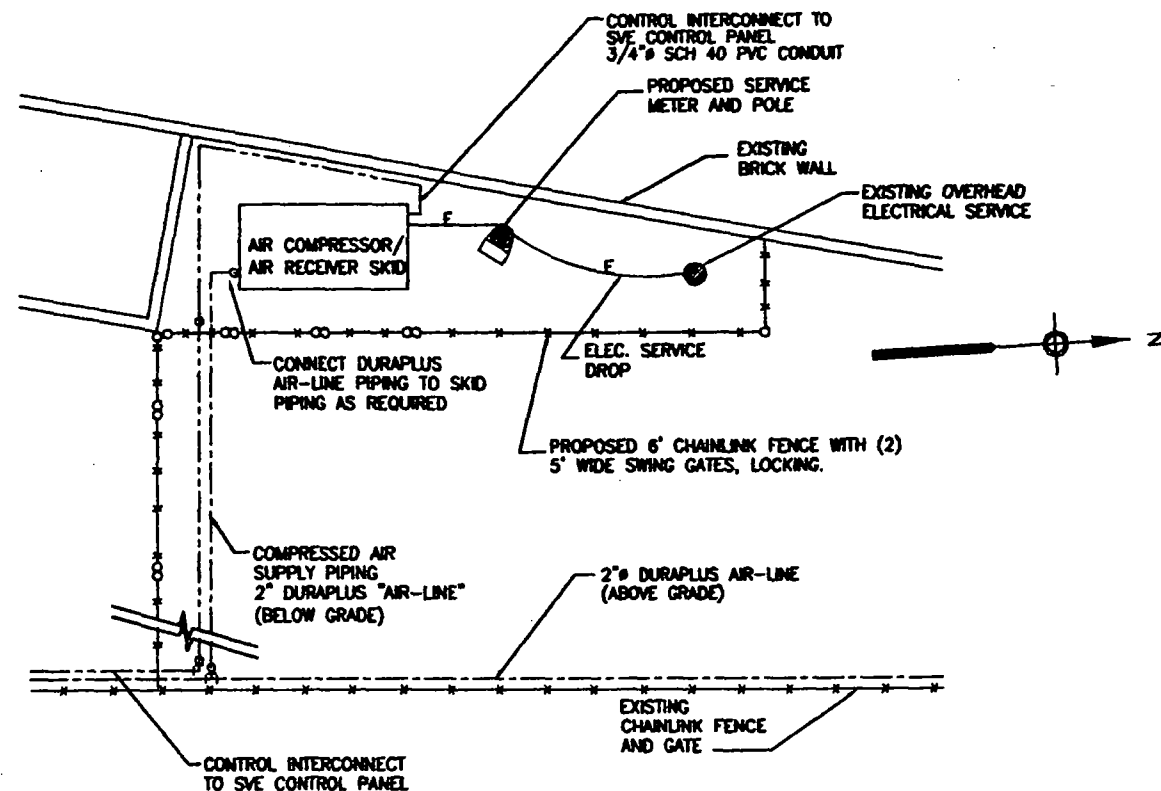 CONTROL INTERCONNECT TO
SVE CONTROL PANEL
3/4"ø SCH 40 PVC CONDUIT
PROPOSED SERVICE
METER AND POLE
EXISTING
BRICK WALL
EXISTING OVERHEAD
ELECTRICAL SERVICE
E
AIR COMPRESSOR/
AIR RECEIVER SKID
E
N
ELEC. SERVICE
DROP
CONNECT DURAPLUS
AIR-LINE PIPING TO SKID
PIPING AS REQUIRED
PROPOSED 6' CHAINLINK FENCE WITH (2)
5' WIDE SWING GATES, LOCKING.
COMPRESSED AIR
SUPPLY PIPING
2" DURAPLUS "AIR-LINE"
(BELOW GRADE)
2"ø DURAPLUS AIR-LINE
(ABOVE GRADE)
EXISTING
CHAINLINK FENCE
AND GATE
CONTROL INTERCONNECT
TO SVE CONTROL PANEL